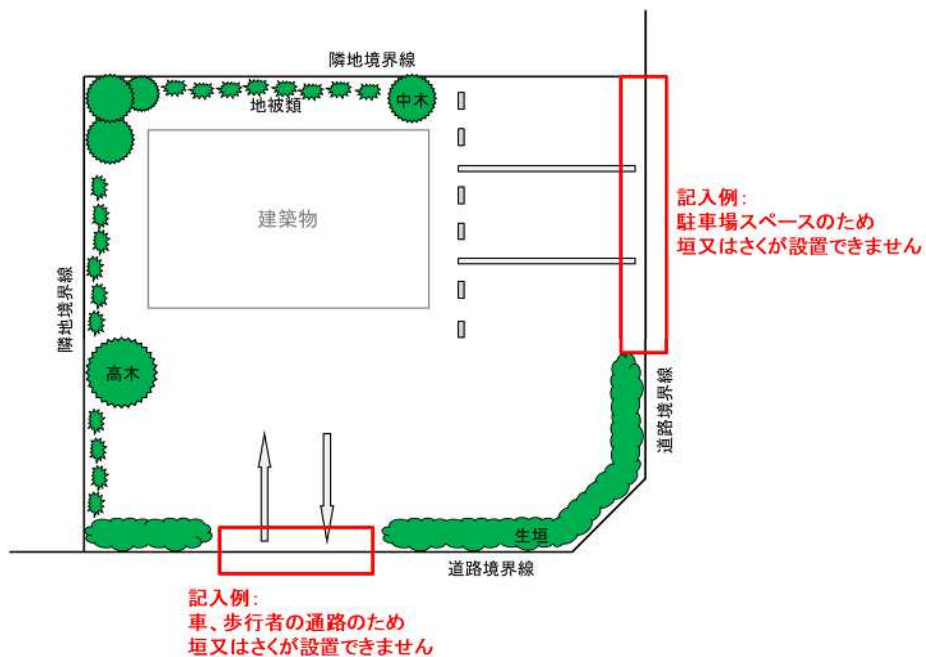 隣地境界線
地被類
中木
建築物
記入例：
駐車場スペースのため
垣又はさくが設置できません
隣地境界線
高木
道路境界線
生垣
道路境界線
記入例：
車、歩行者の通路のため
垣又はさくが設置できません